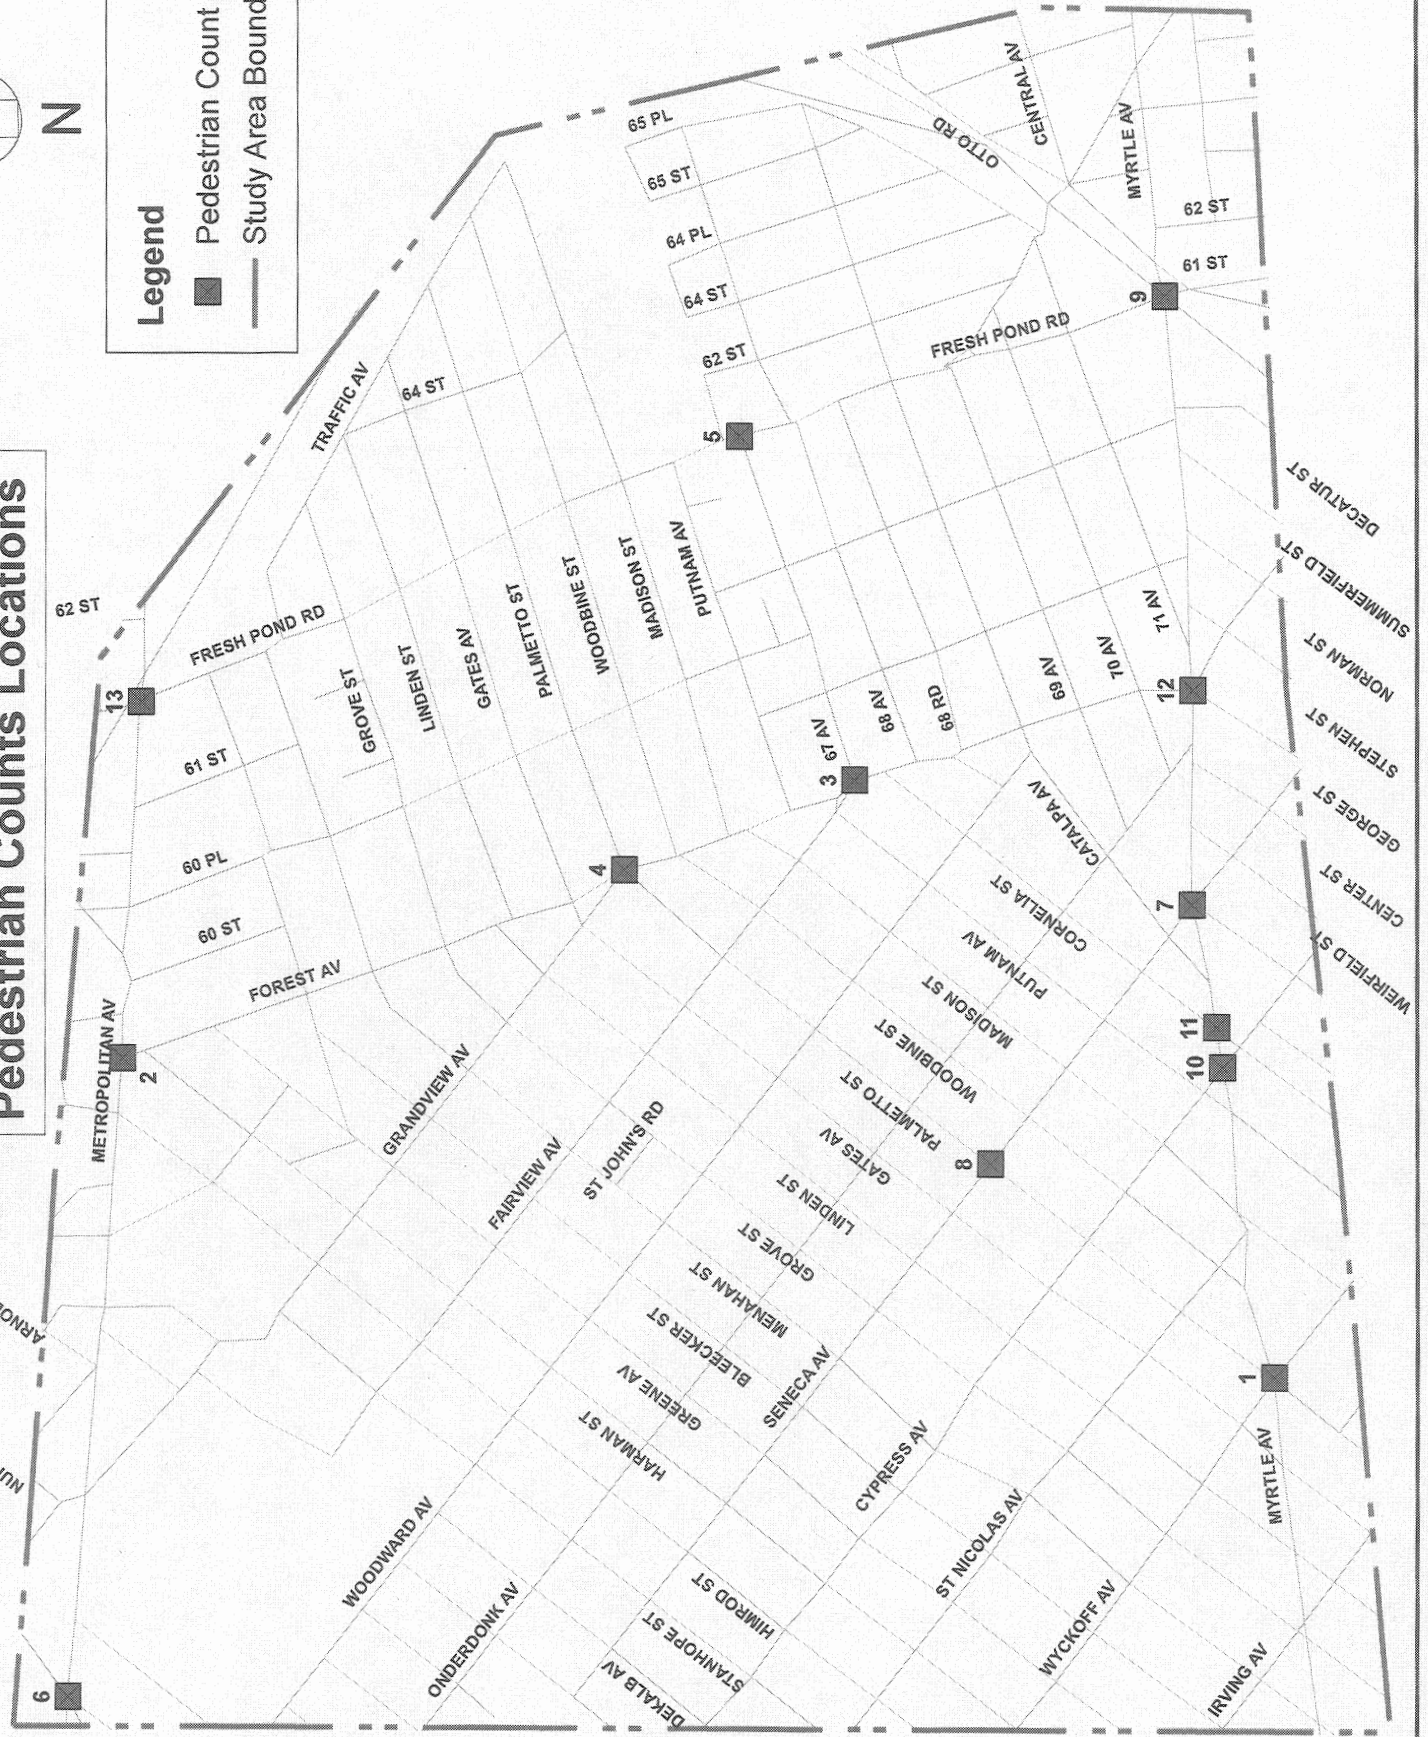 Pedestrian Counts Locations
N
Legend
Pedestrian Count
Study Area Bound
62 ST
13
FRESH POND RD
TRAFFIC AV
64 ST
65 PL
65 ST
64 PL
64 ST
62 ST
5
OTTO RD
CENTRAL AV
MYRTLE AV
62 ST
61 ST
9
FRESH POND RD
61 ST
60 PL
60 ST
FOREST AV
METROPOLITAN AV
2
GROVE ST
LINDEN ST
GATES AV
PALMETTO ST
WOODBINE ST
MADISON ST
PUTNAM AV
67 AV
68 AV
68 RD
69 AV
70 AV
71 AV
3
4
12
7
11
10
8
1
6
CATALPA AV
CORNELIA ST
PUTNAM AV
MADISON ST
WOODBINE ST
PALMETTO ST
GATES AV
LINDEN ST
GROVE ST
MENAHAN ST
BLEECKER ST
GREENE AV
HARMAN ST
HIMROD ST
STANHOPE ST
DEKALB AV
GRANDVIEW AV
FAIRVIEW AV
ST JOHN'S RD
SENECA AV
CYPRESS AV
ST NICOLAS AV
WYCKOFF AV
IRVING AV
MYRTLE AV
WOODWARD AV
ONDERDONK AV
DECATUR ST
SUMMERFIELD ST
NORMAN ST
STEPHEN ST
GEORGE ST
CENTER ST
WEIRFIELD ST